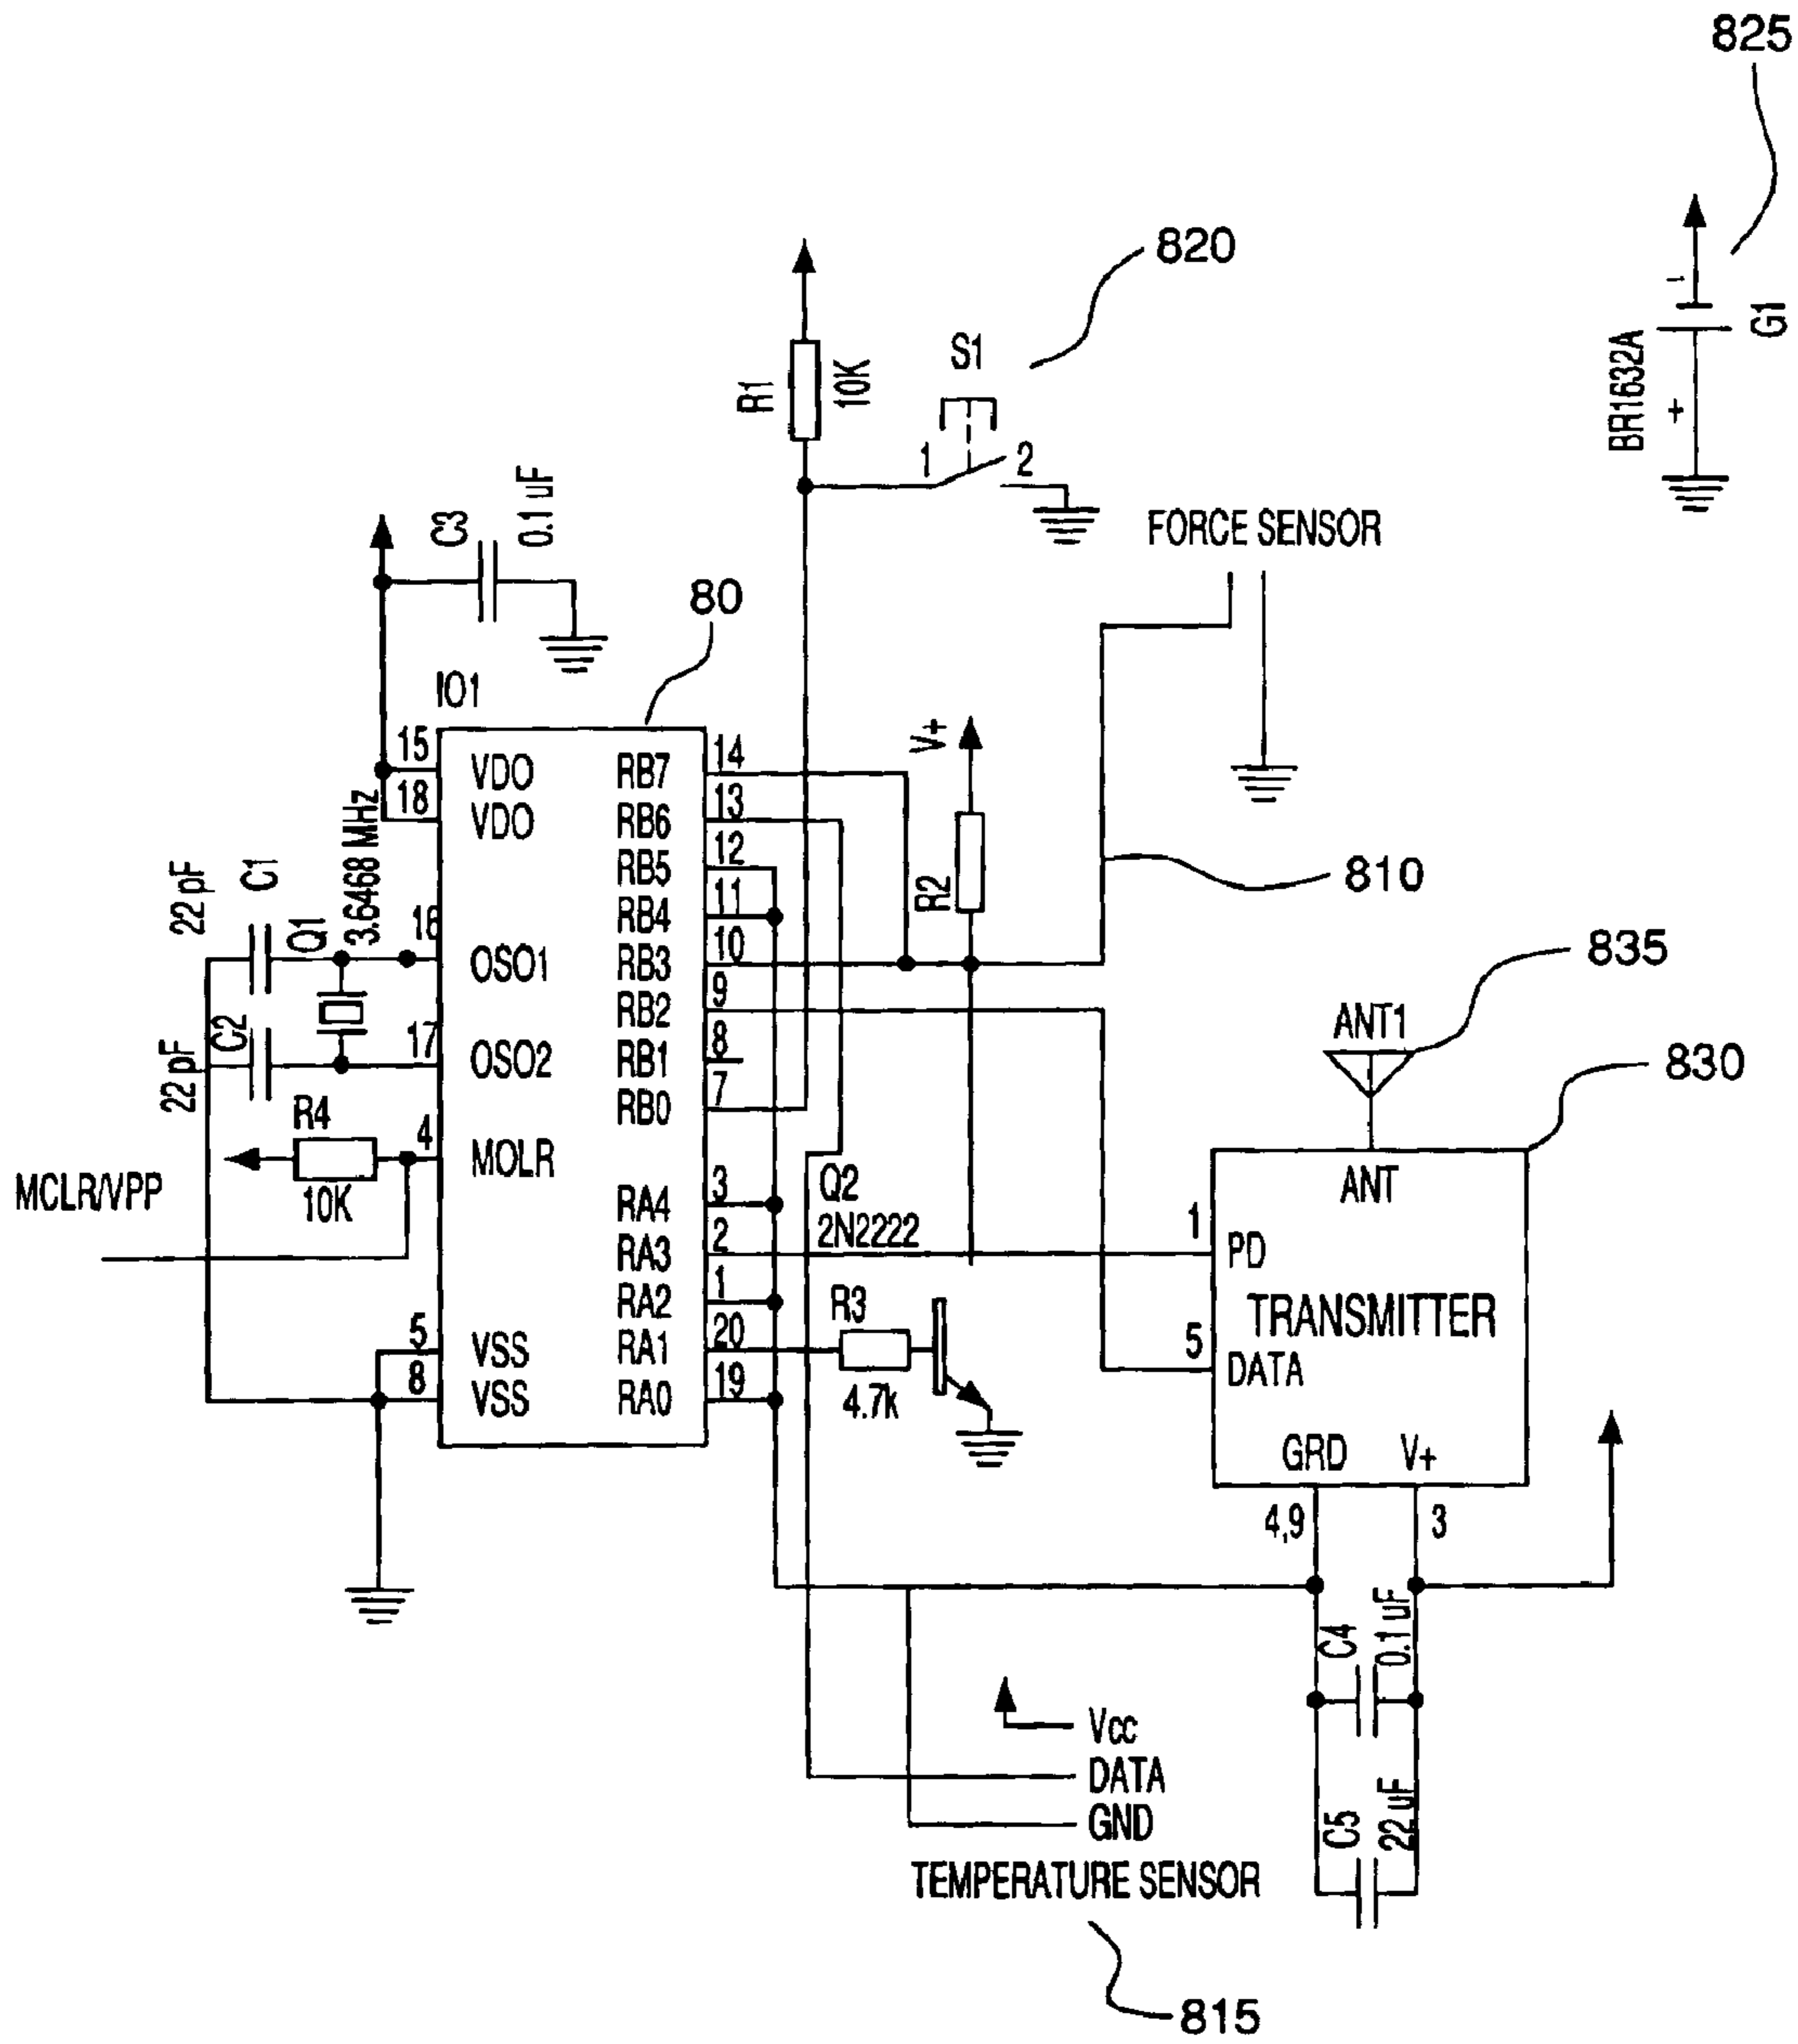 825
820
S1
1
2
R1
10K
BR1632A
-
+
G1
C3
0.1 uF
FORCE SENSOR
80
IO1
V+
R2
810
22 pF
C1
Q1
3.6468 MHz
22 pF
C2
15 VDO RB7 14
18 VDO RB6 13
RB5 12
RB4 11
16 OSO1 RB3 10
RB2 9
17 OSO2 RB1 8
RB0 7
R4
10K
4 MOLR
MCLR/VPP
RA4 3
RA3 2
RA2 1
5 VSS RA1 20
8 VSS RA0 19
Q2
2N2222
R3
4.7k
835
ANT1
830
ANT
1 PD
TRANSMITTER
5 DATA
GRD V+
4,9 3
C4
0.1 uF
C5
22 uF
Vcc
DATA
GND
TEMPERATURE SENSOR
815